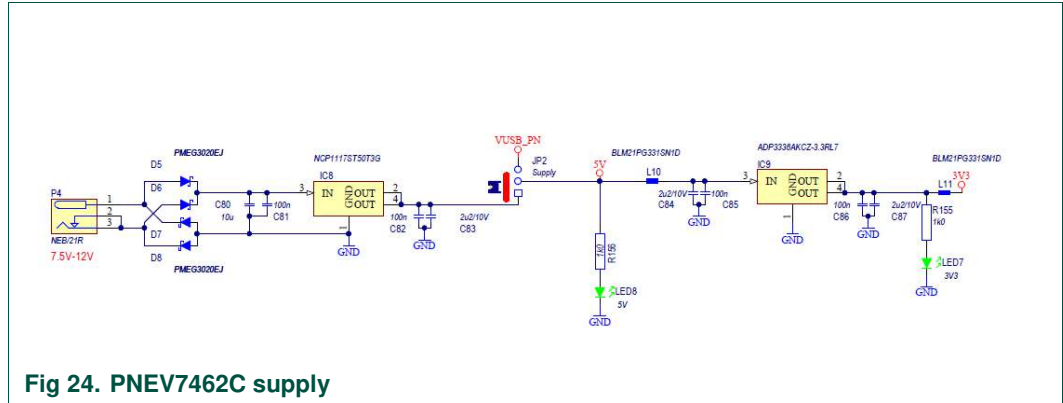 VUSB_PN
PMEG3020EJ
D5
NCP1117ST50T3G
JP2
Supply
BLM21PG331SN1D
ADP3338AKCZ-3.3RL7
BLM21PG331SN1D
P4
D6
IC8
5V
L10
IC9
L11
3V3
1
2
3
C80
10u
100n
C81
3
IN
GND
OUT
OUT
2
4
1
100n
C82
2u2/10V
C83
2u2/10V
C84
100n
C85
3
IN
GND
OUT
OUT
2
4
1
100n
C86
2u2/10V
C87
R155
1k0
NEB/21R
7.5V-12V
D7
D8
PMEG3020EJ
GND
GND
1k0
R156
GND
GND
GND
LED8
5V
GND
LED7
3V3
GND
Fig 24. PNEV7462C supply